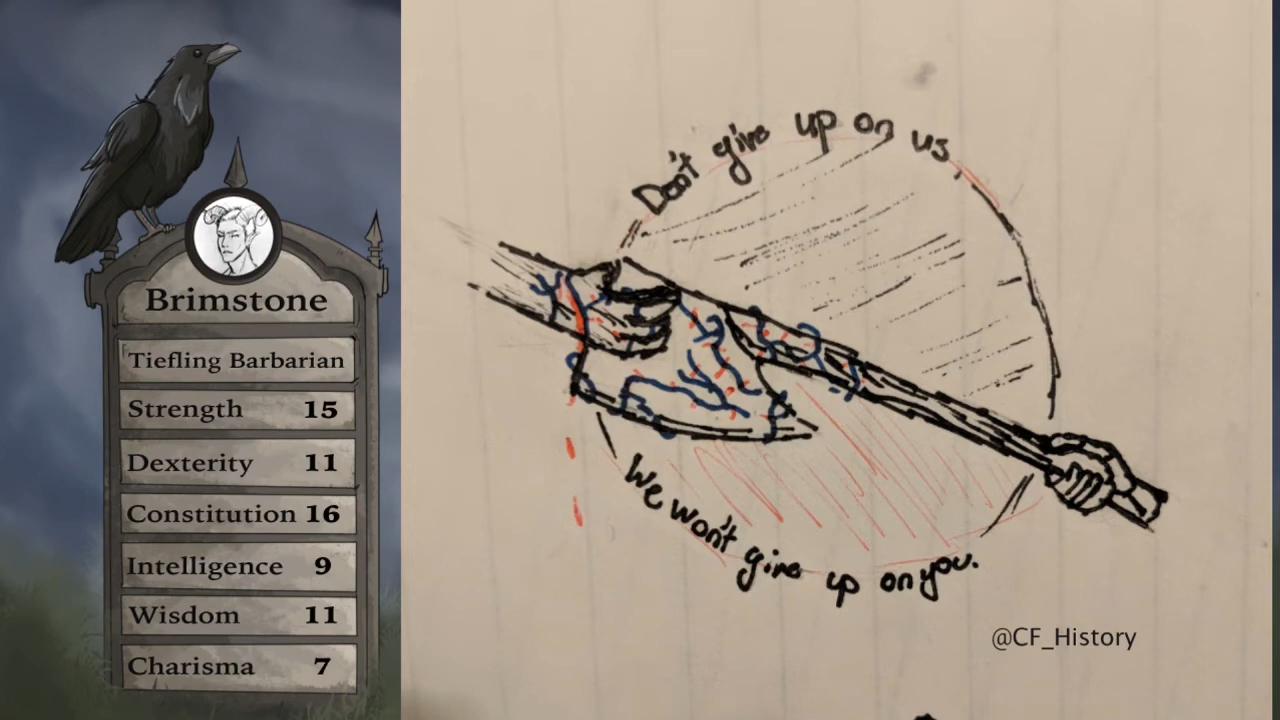 Brimstone
Tiefling Barbarian
Strength 15
Dexterity 11
Constitution 16
Intelligence 9
Wisdom 11
Charisma 7
Don't give up on us,
We won't give up on you.
@CF_History